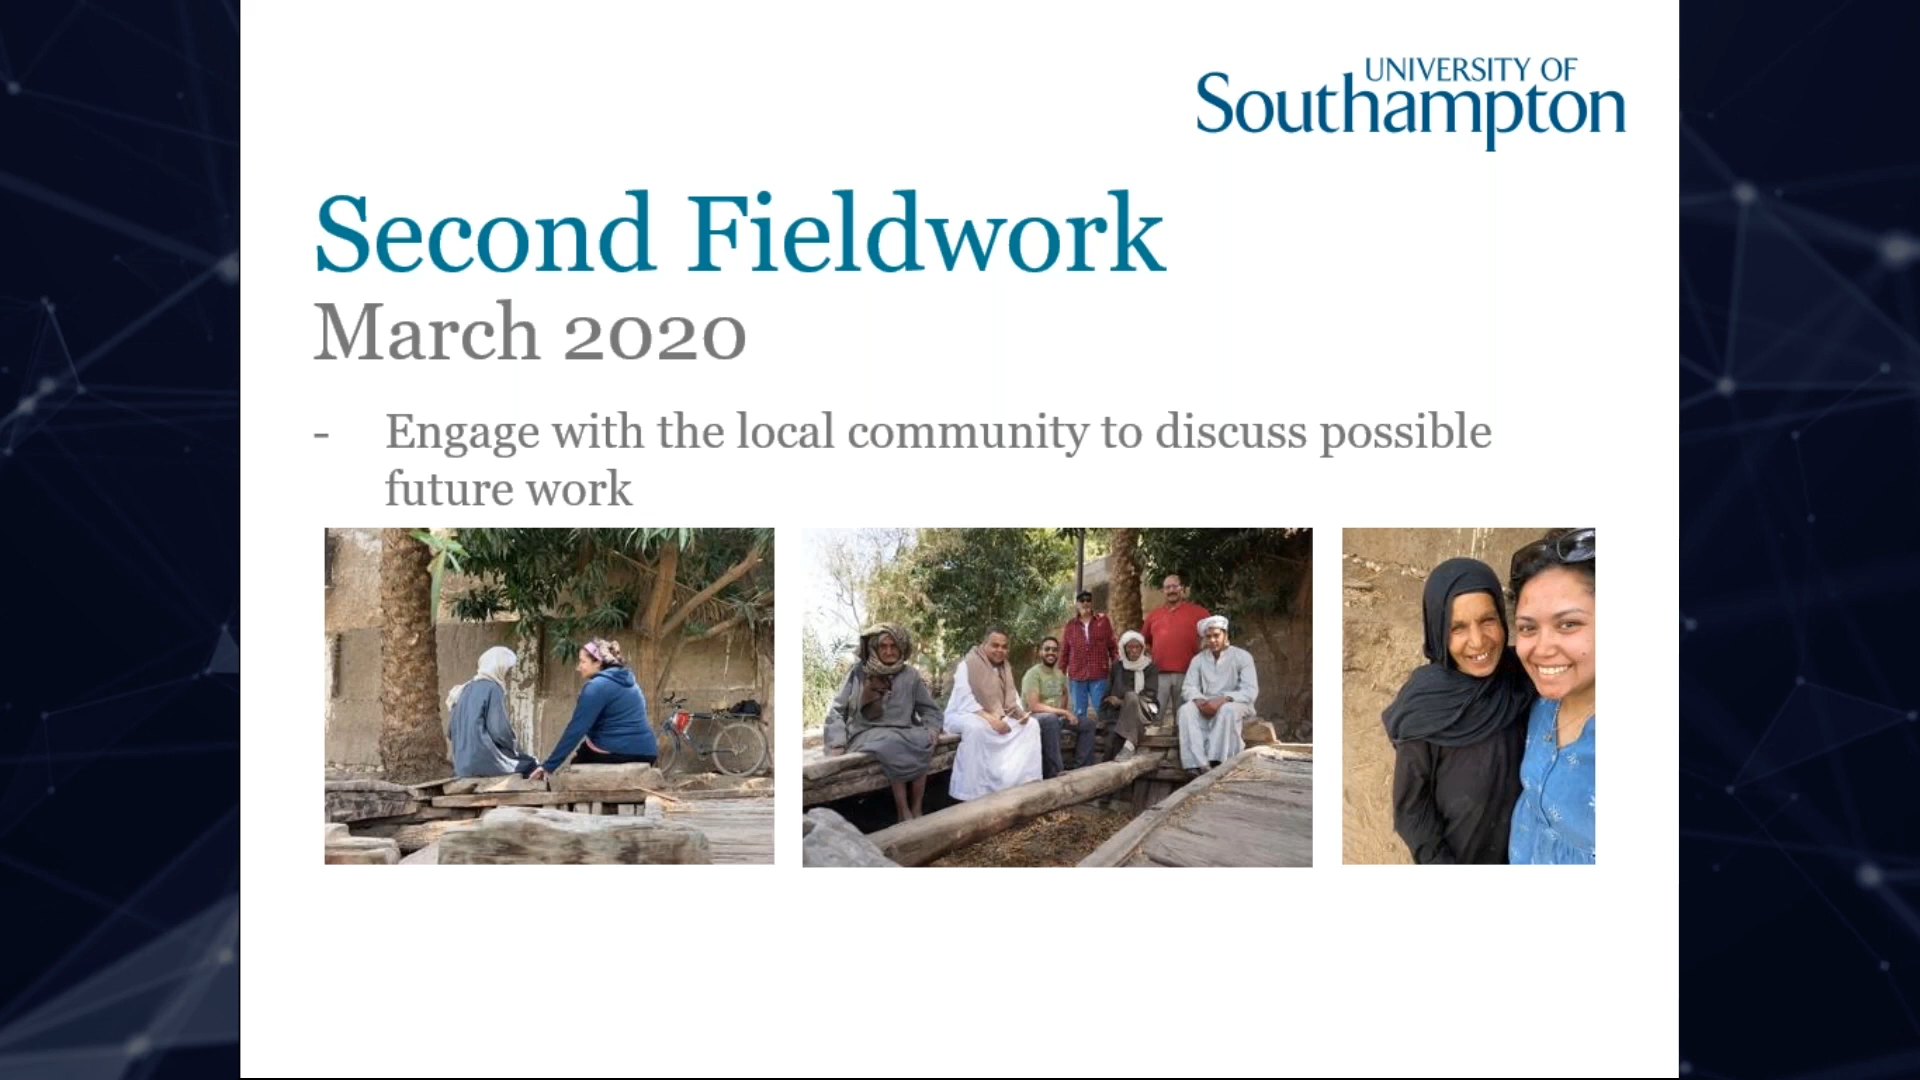 UNIVERSITY OF
Southampton
Second Fieldwork
March 2020
- Engage with the local community to discuss possible
future work